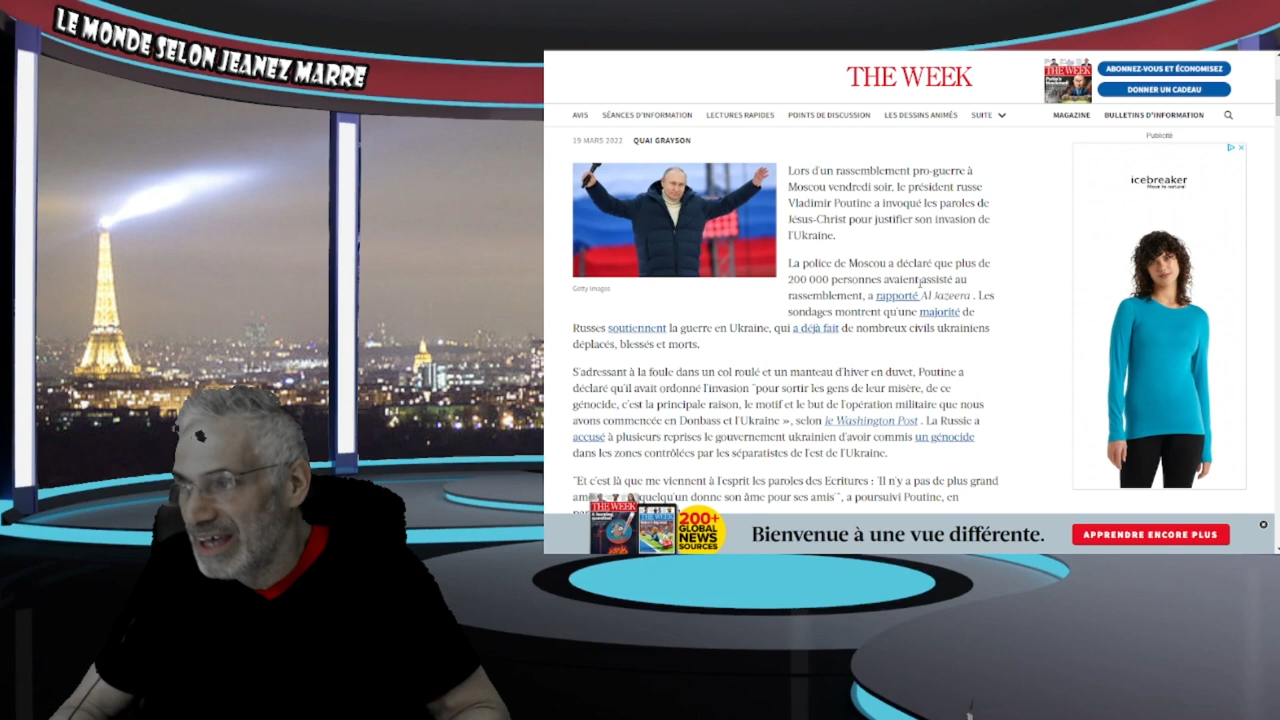 LE MONDE SELON JEANEZ MARRE
THE WEEK
THE WEEK
ABONNEZ-VOUS ET ÉCONOMISEZ
DONNER UN CADEAU
AVIS SÉANCES D'INFORMATION LECTURES RAPIDES POINTS DE DISCUSSION LES DESSINS ANIMÉS SUITE MAGAZINE BULLETINS D'INFORMATION
19 MARS 2022 QUAI GRAYSON
Publicité
Getty Images
Lors d'un rassemblement pro-guerre à
Moscou vendredi soir, le président russe
Vladimir Poutine a invoqué les paroles de
Jésus-Christ pour justifier son invasion de
l'Ukraine.
La police de Moscou a déclaré que plus de
200 000 personnes avaient assisté au
rassemblement, a rapporté Al Jazeera . Les
sondages montrent qu'une majorité de
Russes soutiennent la guerre en Ukraine, qui a déjà fait de nombreux civils ukrainiens
déplacés, blessés et morts.
S'adressant à la foule dans un col roulé et un manteau d'hiver en duvet, Poutine a
déclaré qu'il avait ordonné l'invasion "pour sortir les gens de leur misère, de ce
génocide, c'est la principale raison, le motif et le but de l'opération militaire que nous
avons commencée en Donbass et l'Ukraine », selon le Washington Post . La Russie a
accusé à plusieurs reprises le gouvernement ukrainien d'avoir commis un génocide
dans les zones contrôlées par les séparatistes de l'est de l'Ukraine.
"Et c'est là que me viennent à l'esprit les paroles des Ecritures : 'Il n'y a pas de plus grand
quelqu'un donne son âme pour ses amis'", a poursuivi Poutine, en
icebreaker
Move to natural
THE WEEK
THE WEEK
200+
GLOBAL
NEWS
SOURCES
Bienvenue à une vue différente.
APPRENDRE ENCORE PLUS